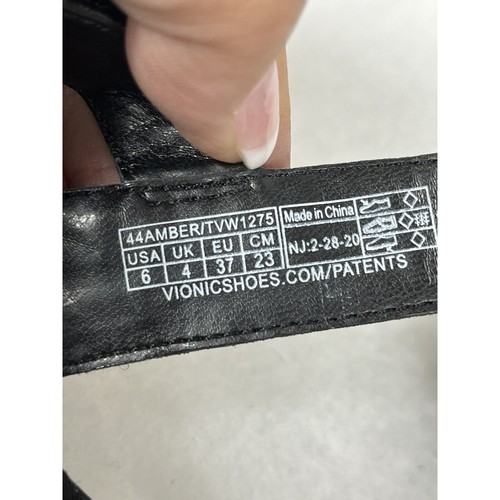 44AMBER/TVW1275
USA UK EU CM
6 4 37 23
Made in China
NJ:2-28-20
VIONICSHOES.COM/PATENTS